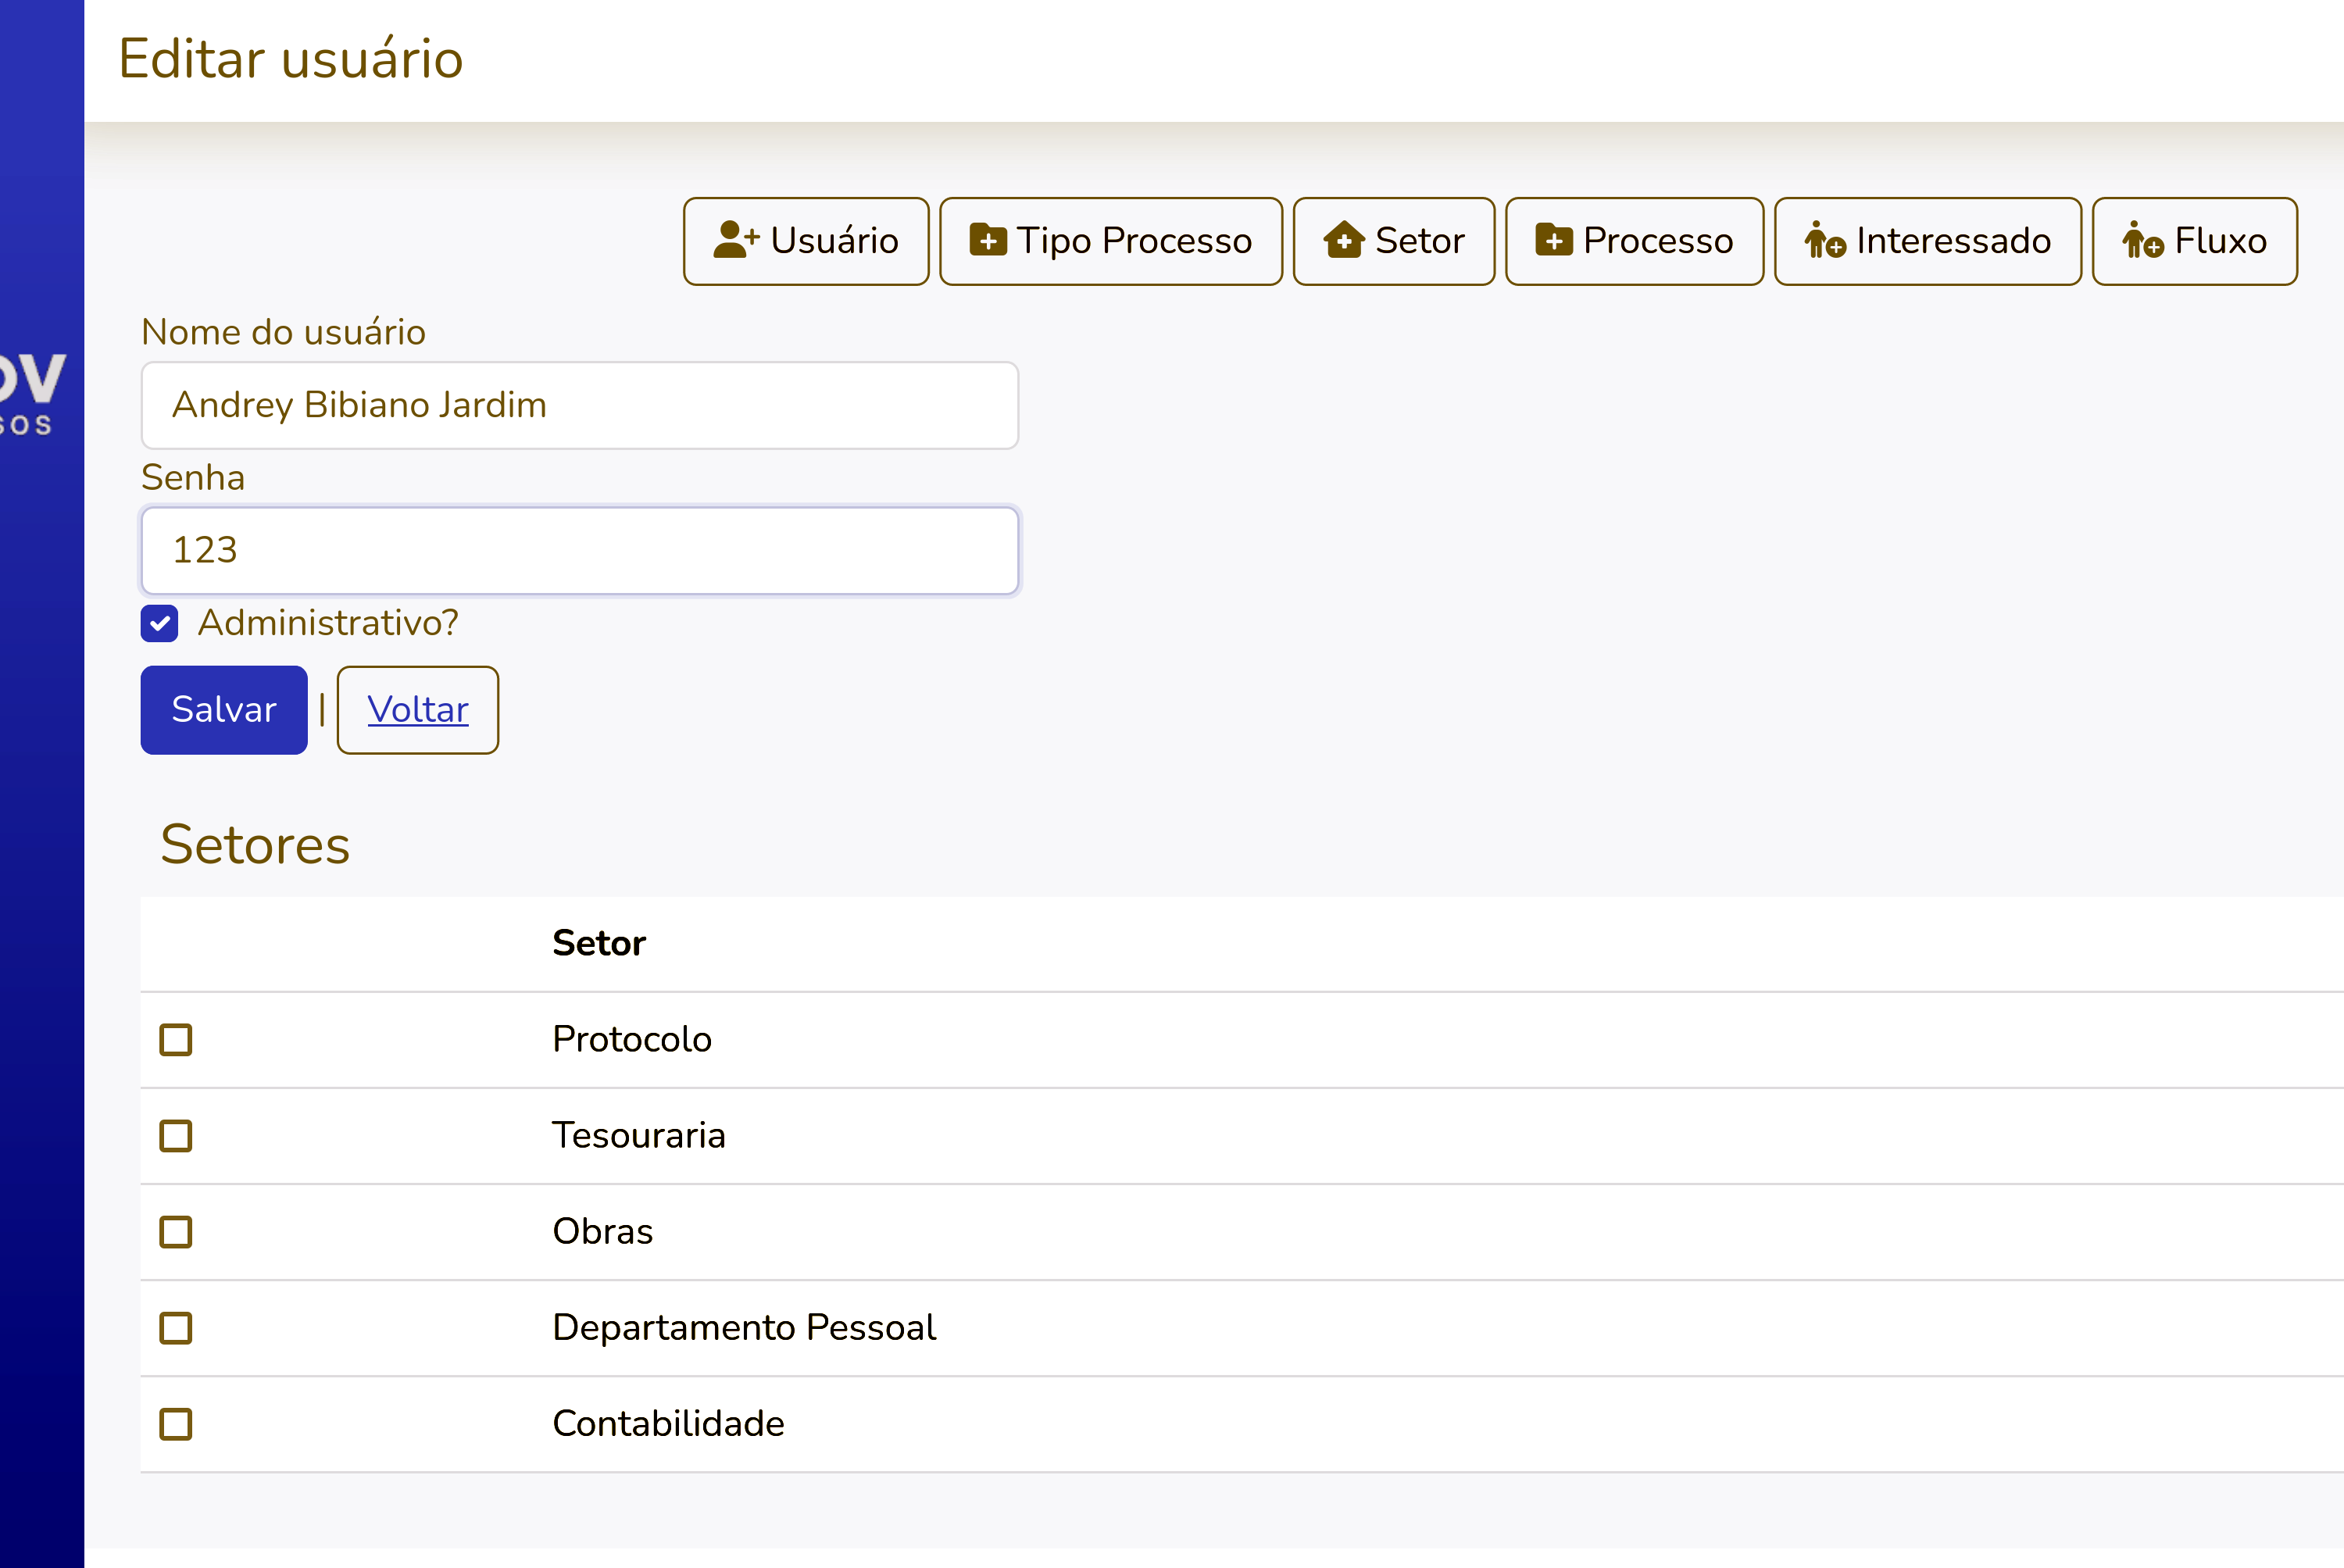 Editar usuário
Usuário Tipo Processo Setor Processo Interessado Fluxo
Nome do usuário
Andrey Bibiano Jardim
Senha
123
Administrativo?
Salvar | Voltar
Setores
Setor
Protocolo
Tesouraria
Obras
Departamento Pessoal
Contabilidade